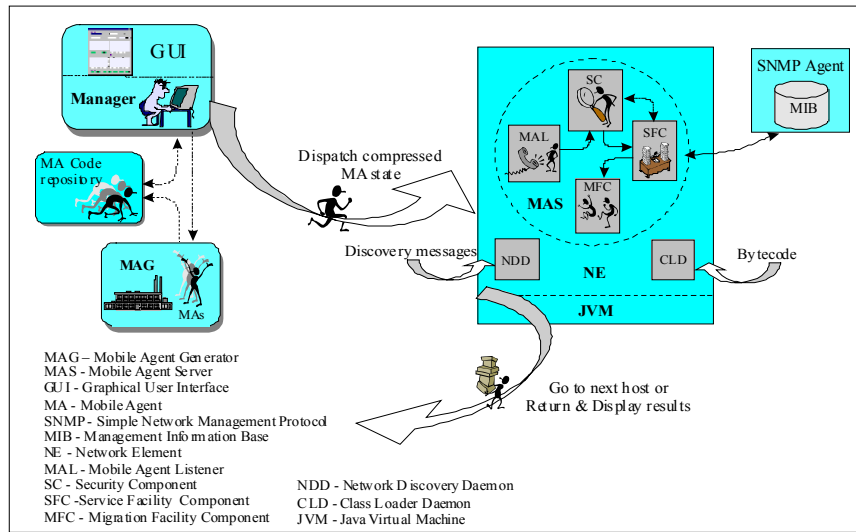 GUI
Manager
MA Code
repository
MAG
MAs
Dispatch compressed
MA state
Discovery messages
SC
MAL
SFC
MFC
MAS
NDD
NE
CLD
JVM
SNMP Agent
MIB
Bytecode
Go to next host or
Return & Display results
MAG – Mobile Agent Generator
MAS - Mobile Agent Server
GUI - Graphical User Interface
MA - Mobile Agent
SNMP - Simple Network Management Protocol
MIB - Management Information Base
NE - Network Element
MAL - Mobile Agent Listener
SC - Security Component
SFC -Service Facility Component
MFC - Migration Facility Component
NDD - Network Discovery Daemon
CLD - Class Loader Daemon
JVM - Java Virtual Machine